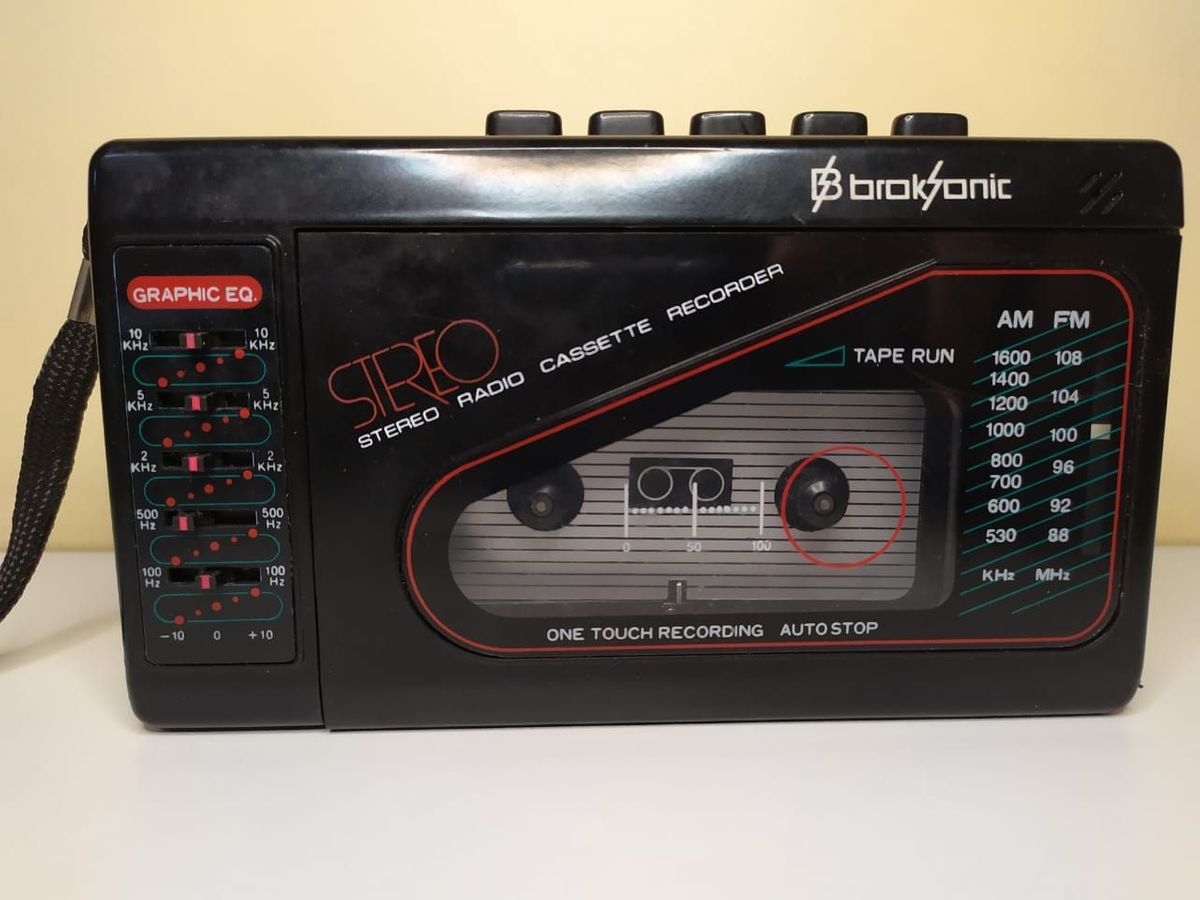 broksonic
GRAPHIC EQ.
10 KHz 10 KHz
5 KHz 5 KHz
2 KHz 2 KHz
500 Hz 500 Hz
100 Hz 100 Hz
−10 0 +10
STEREO
STEREO RADIO CASSETTE RECORDER
TAPE RUN
0 50 100
ONE TOUCH RECORDING AUTO STOP
AM FM
1600 108
1400
1200 104
1000 100
800 96
700
600 92
530 88
KHz MHz